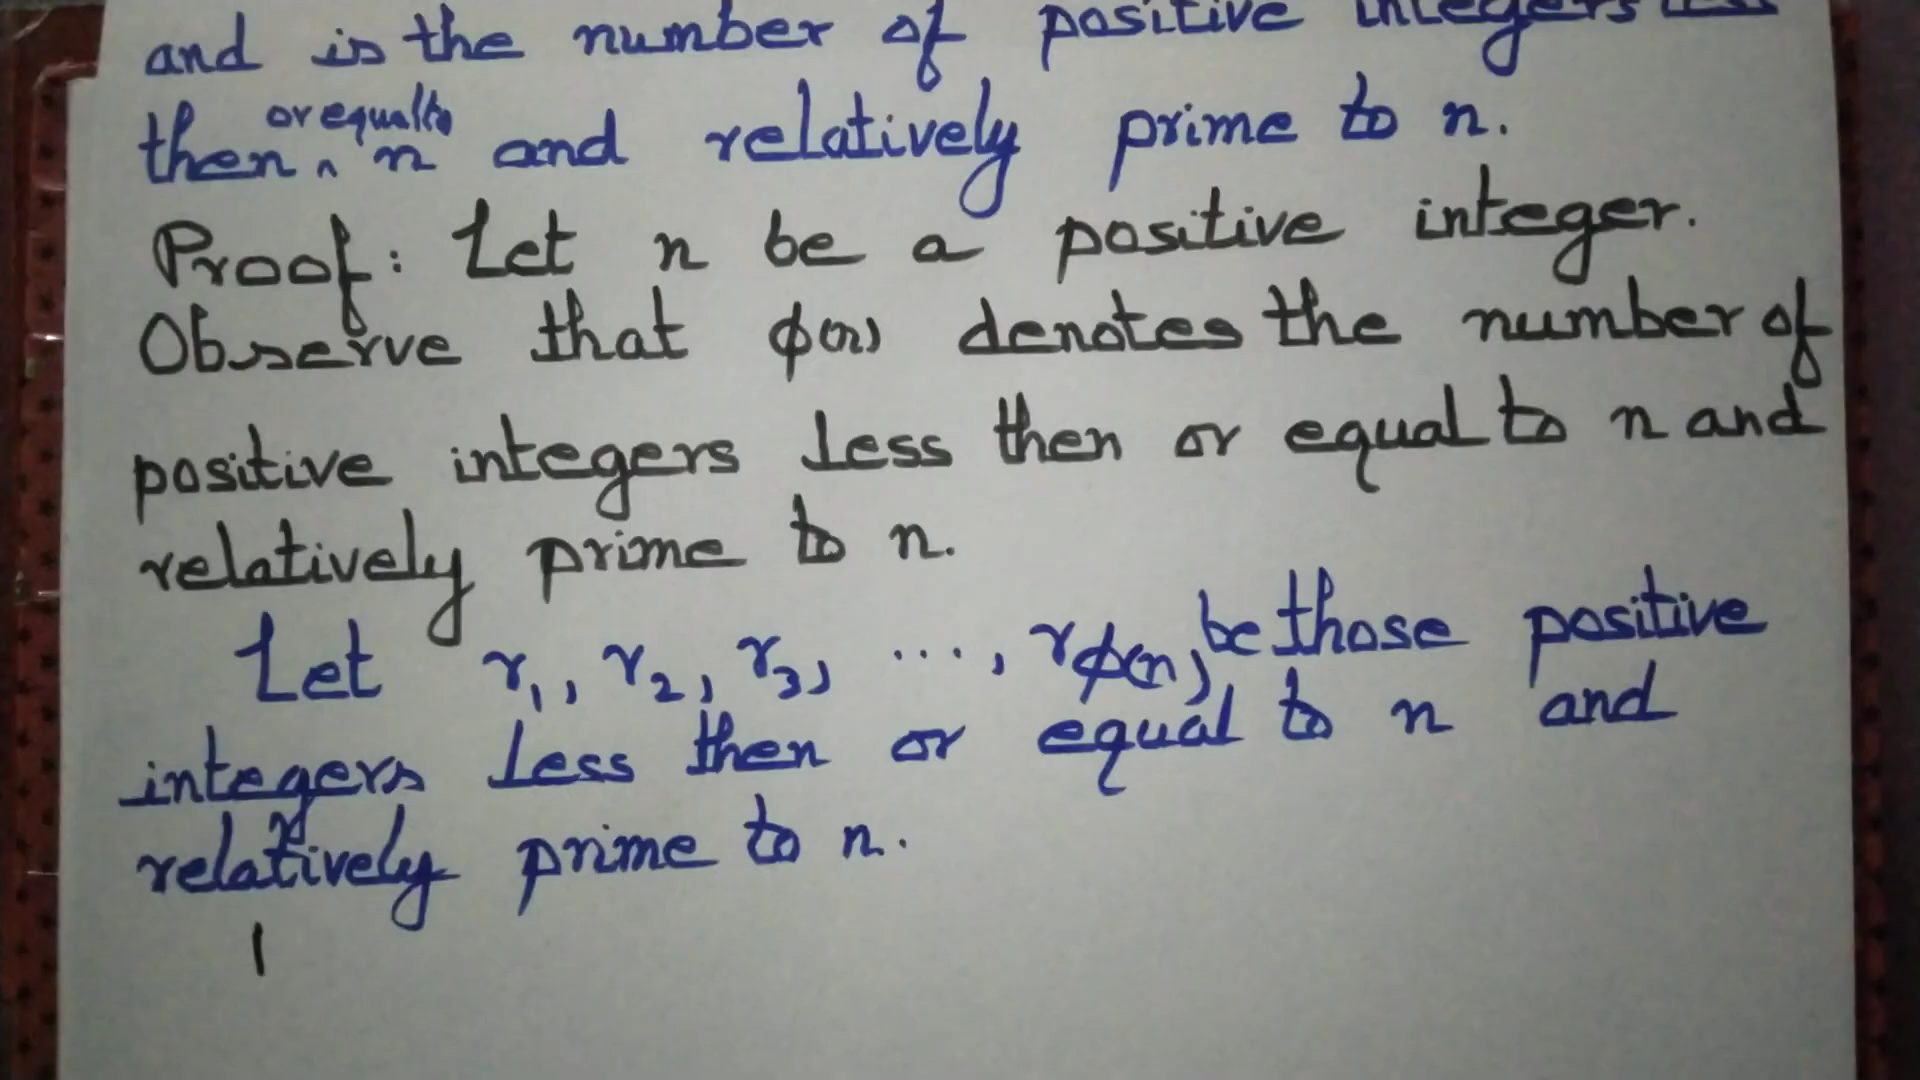 and is the number of positive integers less
then or equal to n and relatively prime to n.
Proof: Let n be a positive integer.
Observe that ϕ(n) denotes the number of
positive integers less then or equal to n and
relatively prime to n.
Let r₁, r₂, r₃, ..., rϕ(n), be those positive
integers less then or equal to n and
relatively prime to n.